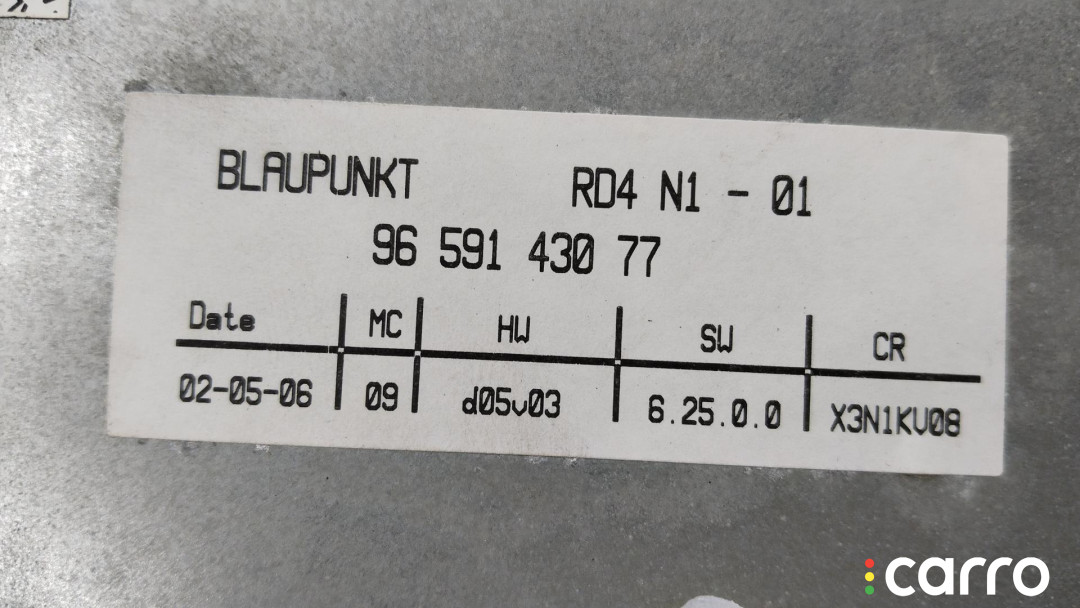 BLAUPUNKT RD4 N1 - 01
96 591 430 77
Date MC HW SW CR
02-05-06 09 d05v03 6.25.0.0 X3N1KV08
carro